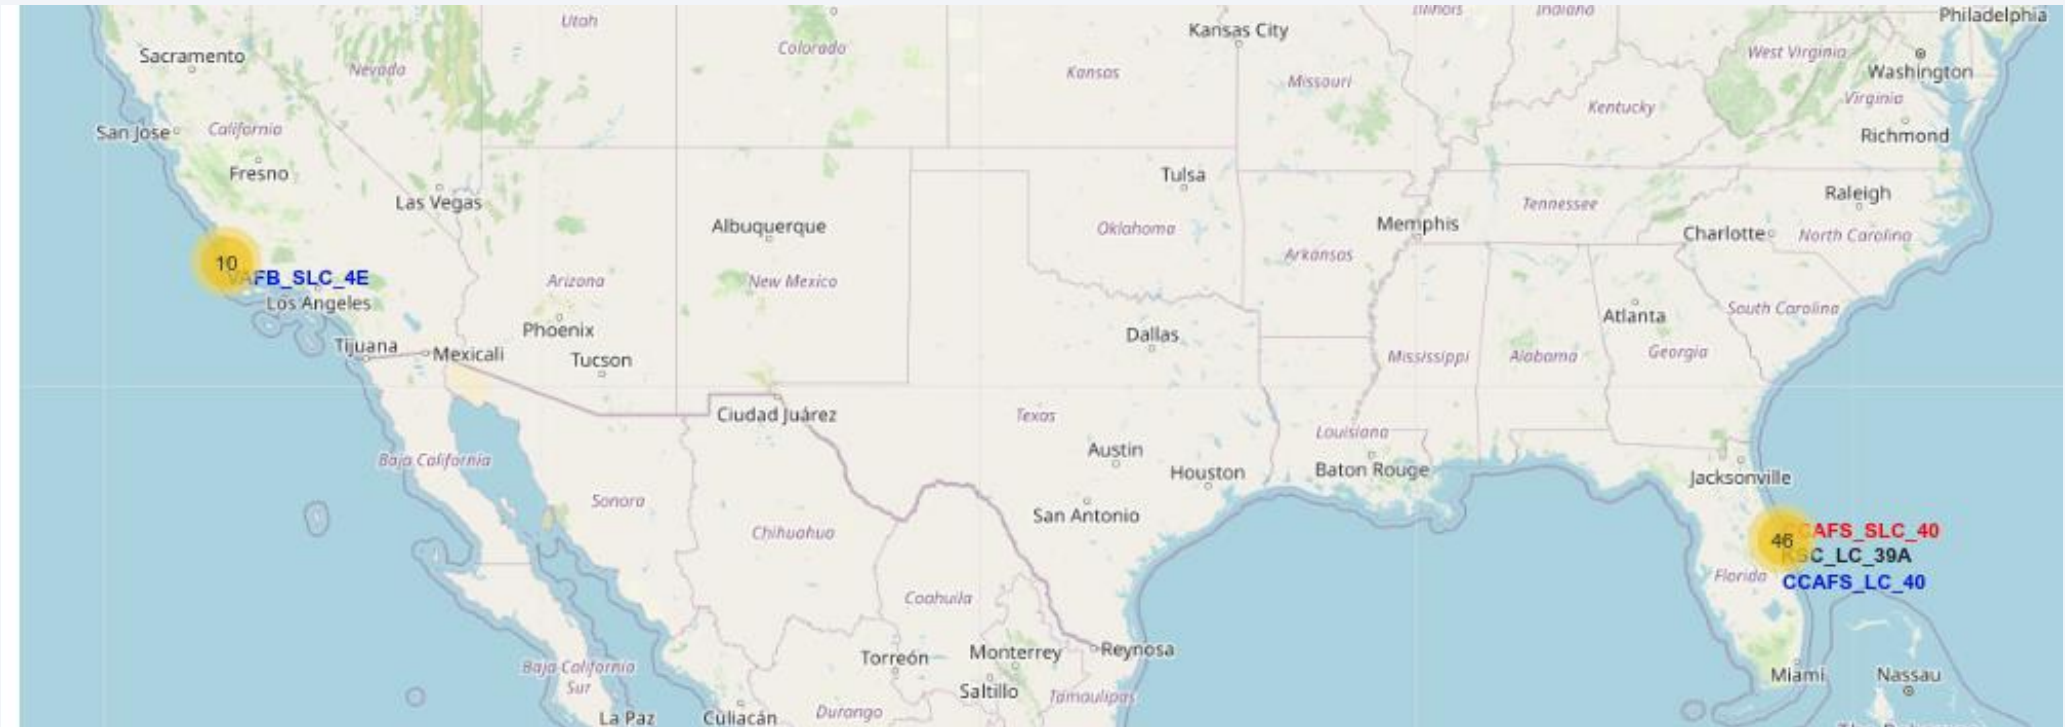 Utah
Illinois
Indiana
Philadelphia
Kansas City
Sacramento
Colorado
West Virginia
Nevada
Kansas
Missouri
Washington
Virginia
Kentucky
San Jose
California
Richmond
Fresno
Tulsa
Las Vegas
Raleigh
Tennessee
Albuquerque
Oklahoma
Memphis
Charlotte
North Carolina
Arkansas
10
VAFB_SLC_4E
Arizona
New Mexico
Los Angeles
South Carolina
Atlanta
Phoenix
Dallas
Tijuana
Mexicali
Tucson
Mississippi
Alabama
Georgia
Ciudad Juárez
Texas
Louisiana
Austin
Baja California
Houston
Baton Rouge
Jacksonville
Sonora
San Antonio
Chihuahua
CCAFS_SLC_40
46
KSC_LC_39A
Florida
CCAFS_LC_40
Coahuila
Torreón
Monterrey
Reynosa
Baja California
Sur
Miami
Nassau
Saltillo
Tamaulipas
La Paz
Culiacán
Durango